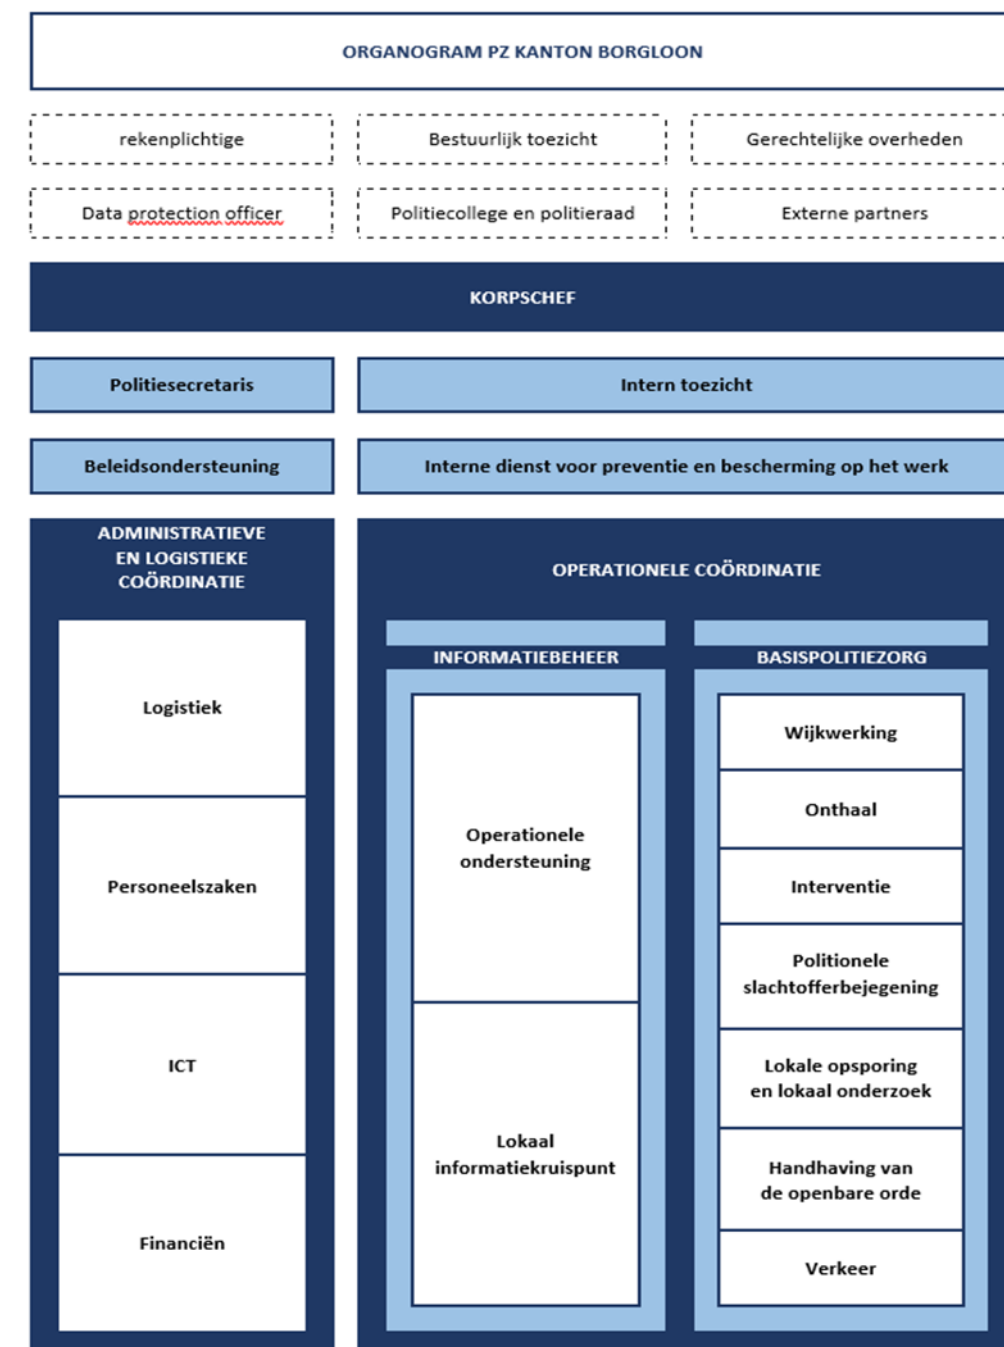 ORGANOGRAM PZ KANTON BORGLOON
rekenplichtige
Bestuurlijk toezicht
Gerechtelijke overheden
Data protection officer
Politiecollege en politieraad
Externe partners
KORPSCHEF
Politiesecretaris
Intern toezicht
Beleidsondersteuning
Interne dienst voor preventie en bescherming op het werk
ADMINISTRATIEVE
EN LOGISTIEKE
COÖRDINATIE
Logistiek
Personeelszaken
ICT
Financiën
OPERATIONELE COÖRDINATIE
INFORMATIEBEHEER
Operationele
ondersteuning
Lokaal
informatiekruispunt
BASISPOLITIEZORG
Wijkwerking
Onthaal
Interventie
Politionele
slachtofferbejegening
Lokale opsporing
en lokaal onderzoek
Handhaving van
de openbare orde
Verkeer